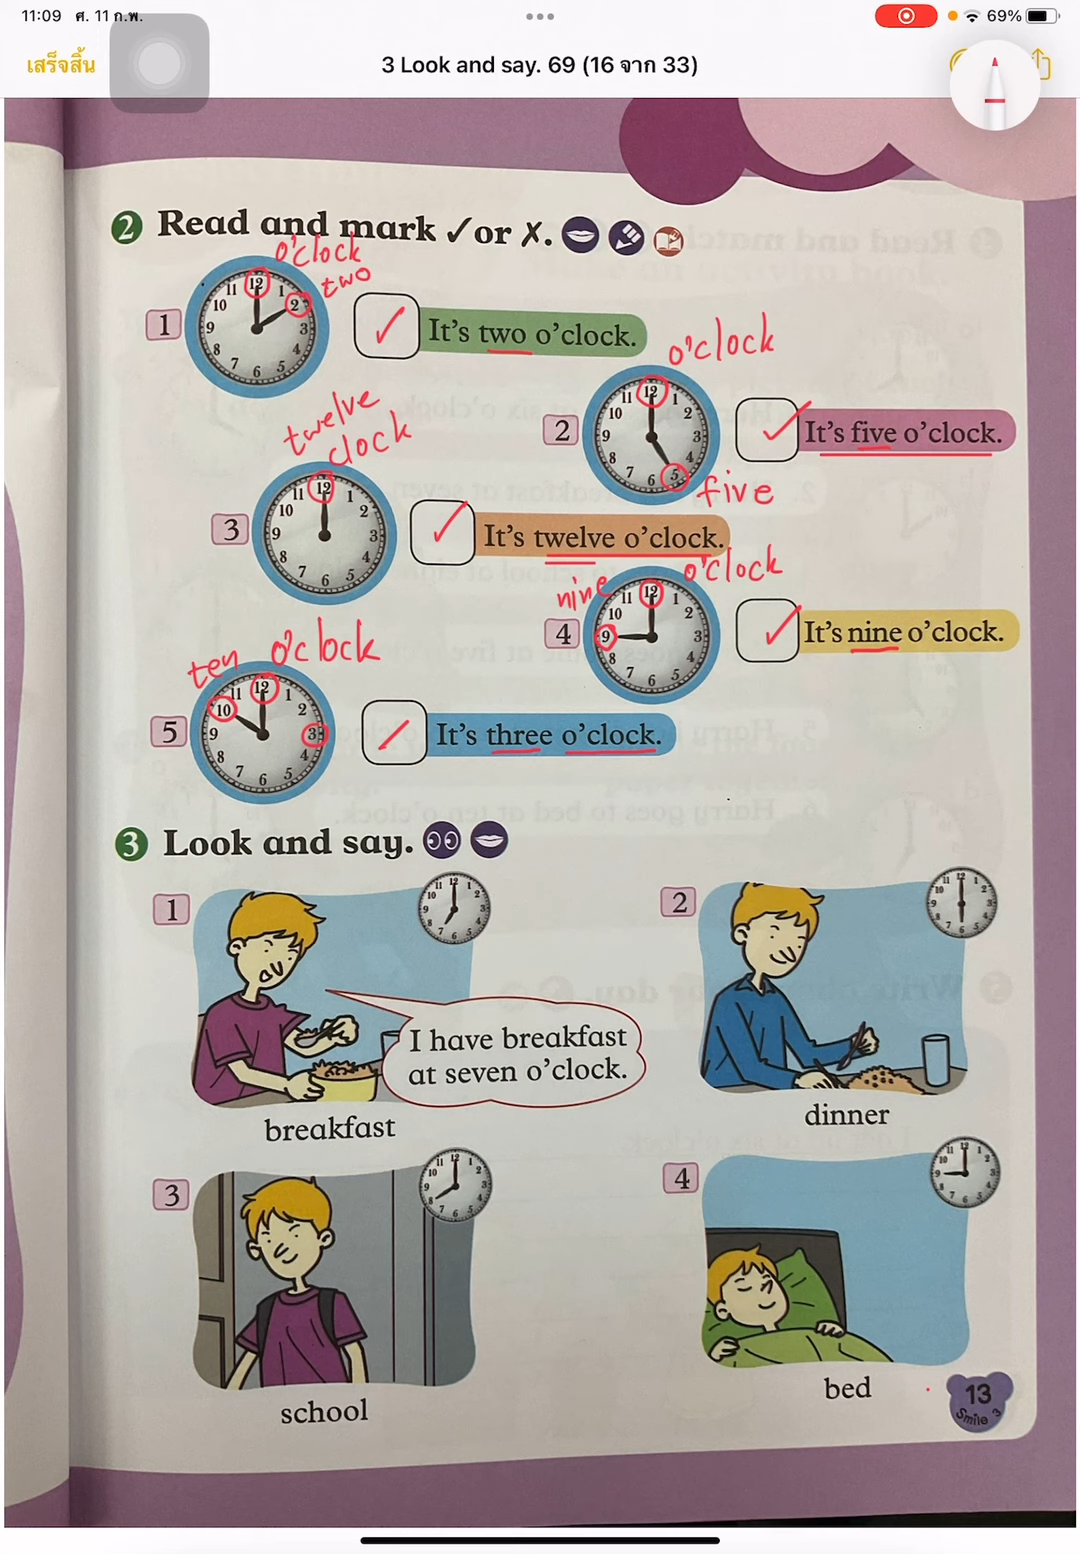 11:09 ศ. 11 ก.พ.
69%
เสร็จสิ้น
3 Look and say. 69 (16 จาก 33)
2 Read and mark ✓ or ✗.
o'clock
two
1
It's two o'clock.
o'clock
2
It's five o'clock.
five
twelve
clock
3
It's twelve o'clock.
o'clock
nine
4
It's nine o'clock.
ten o'clock
5
It's three o'clock.
3 Look and say.
1
I have breakfast
at seven o'clock.
breakfast
2
dinner
3
school
4
bed
13
Smile 3